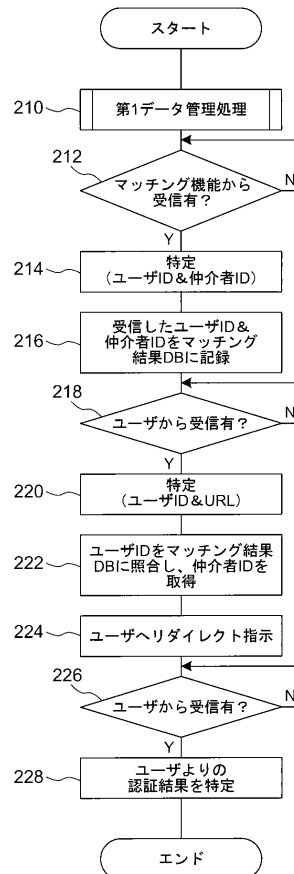 スタート
210
第1データ管理処理
212
マッチング機能から
受信有?
N
Y
214
特定
(ユーザID&仲介者ID)
216
受信したユーザID&
仲介者IDをマッチング
結果DBに記録
218
ユーザから受信有?
N
Y
220
特定
(ユーザID&URL)
222
ユーザIDをマッチング結果
DBに照合し、仲介者IDを
取得
224
ユーザへリダイレクト指示
226
ユーザから受信有?
N
Y
228
ユーザよりの
認証結果を特定
エンド